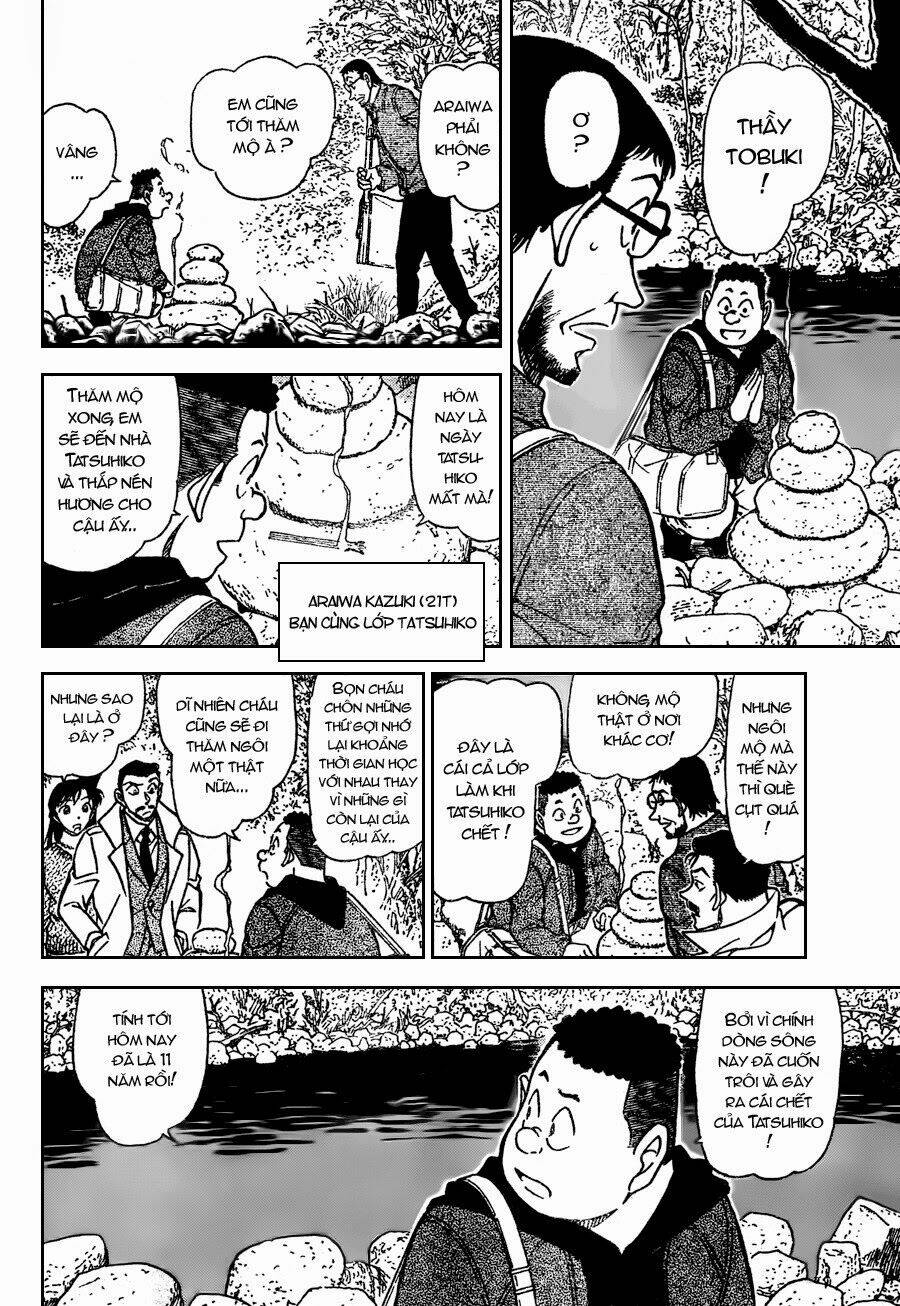 THẦY
TOBUKI
!
Ơ
?
ARAIWA
PHẢI
KHÔNG
?
EM CŨNG
TỚI THĂM
MỘ À ?
VÂNG
...
HÔM
NAY LÀ
NGÀY
TATSU-
HIKO
MẤT MÀ!
THĂM MỘ
XONG, EM
SẼ ĐẾN NHÀ
TATSUHIKO
VÀ THẮP NÉN
HƯƠNG CHO
CẬU ẤY..
ARAIWA KAZUKI (21T)
BẠN CÙNG LỚP TATSUHIKO
NHƯNG
NGÔI
MỘ MÀ
THẾ NÀY
THÌ QUÈ
CỤT QUÁ
!
KHÔNG, MỘ
THẬT Ở NƠI
KHÁC CƠ!
ĐÂY LÀ
CÁI CẢ LỚP
LÀM KHI
TATSUHIKO
CHẾT !
BỌN CHÁU
CHÔN NHỮNG
THỨ GỢI NHỚ
LẠI KHOẢNG
THỜI GIAN HỌC
VỚI NHAU THAY
VÌ NHỮNG GÌ
CÒN LẠI CỦA
CẬU ẤY..
DĨ NHIÊN CHÁU
CŨNG SẼ ĐI
THĂM NGÔI
MỘT THẬT
NỮA...
NHƯNG SAO
LẠI LÀ Ở
ĐÂY ?
BỞI VÌ CHÍNH
DÒNG SÔNG
NÀY ĐÃ CUỐN
TRÔI VÀ GÂY
RA CÁI CHẾT
CỦA TATSUHIKO
!
TÍNH TỚI
HÔM NAY
ĐÃ LÀ 11
NĂM RỒI!